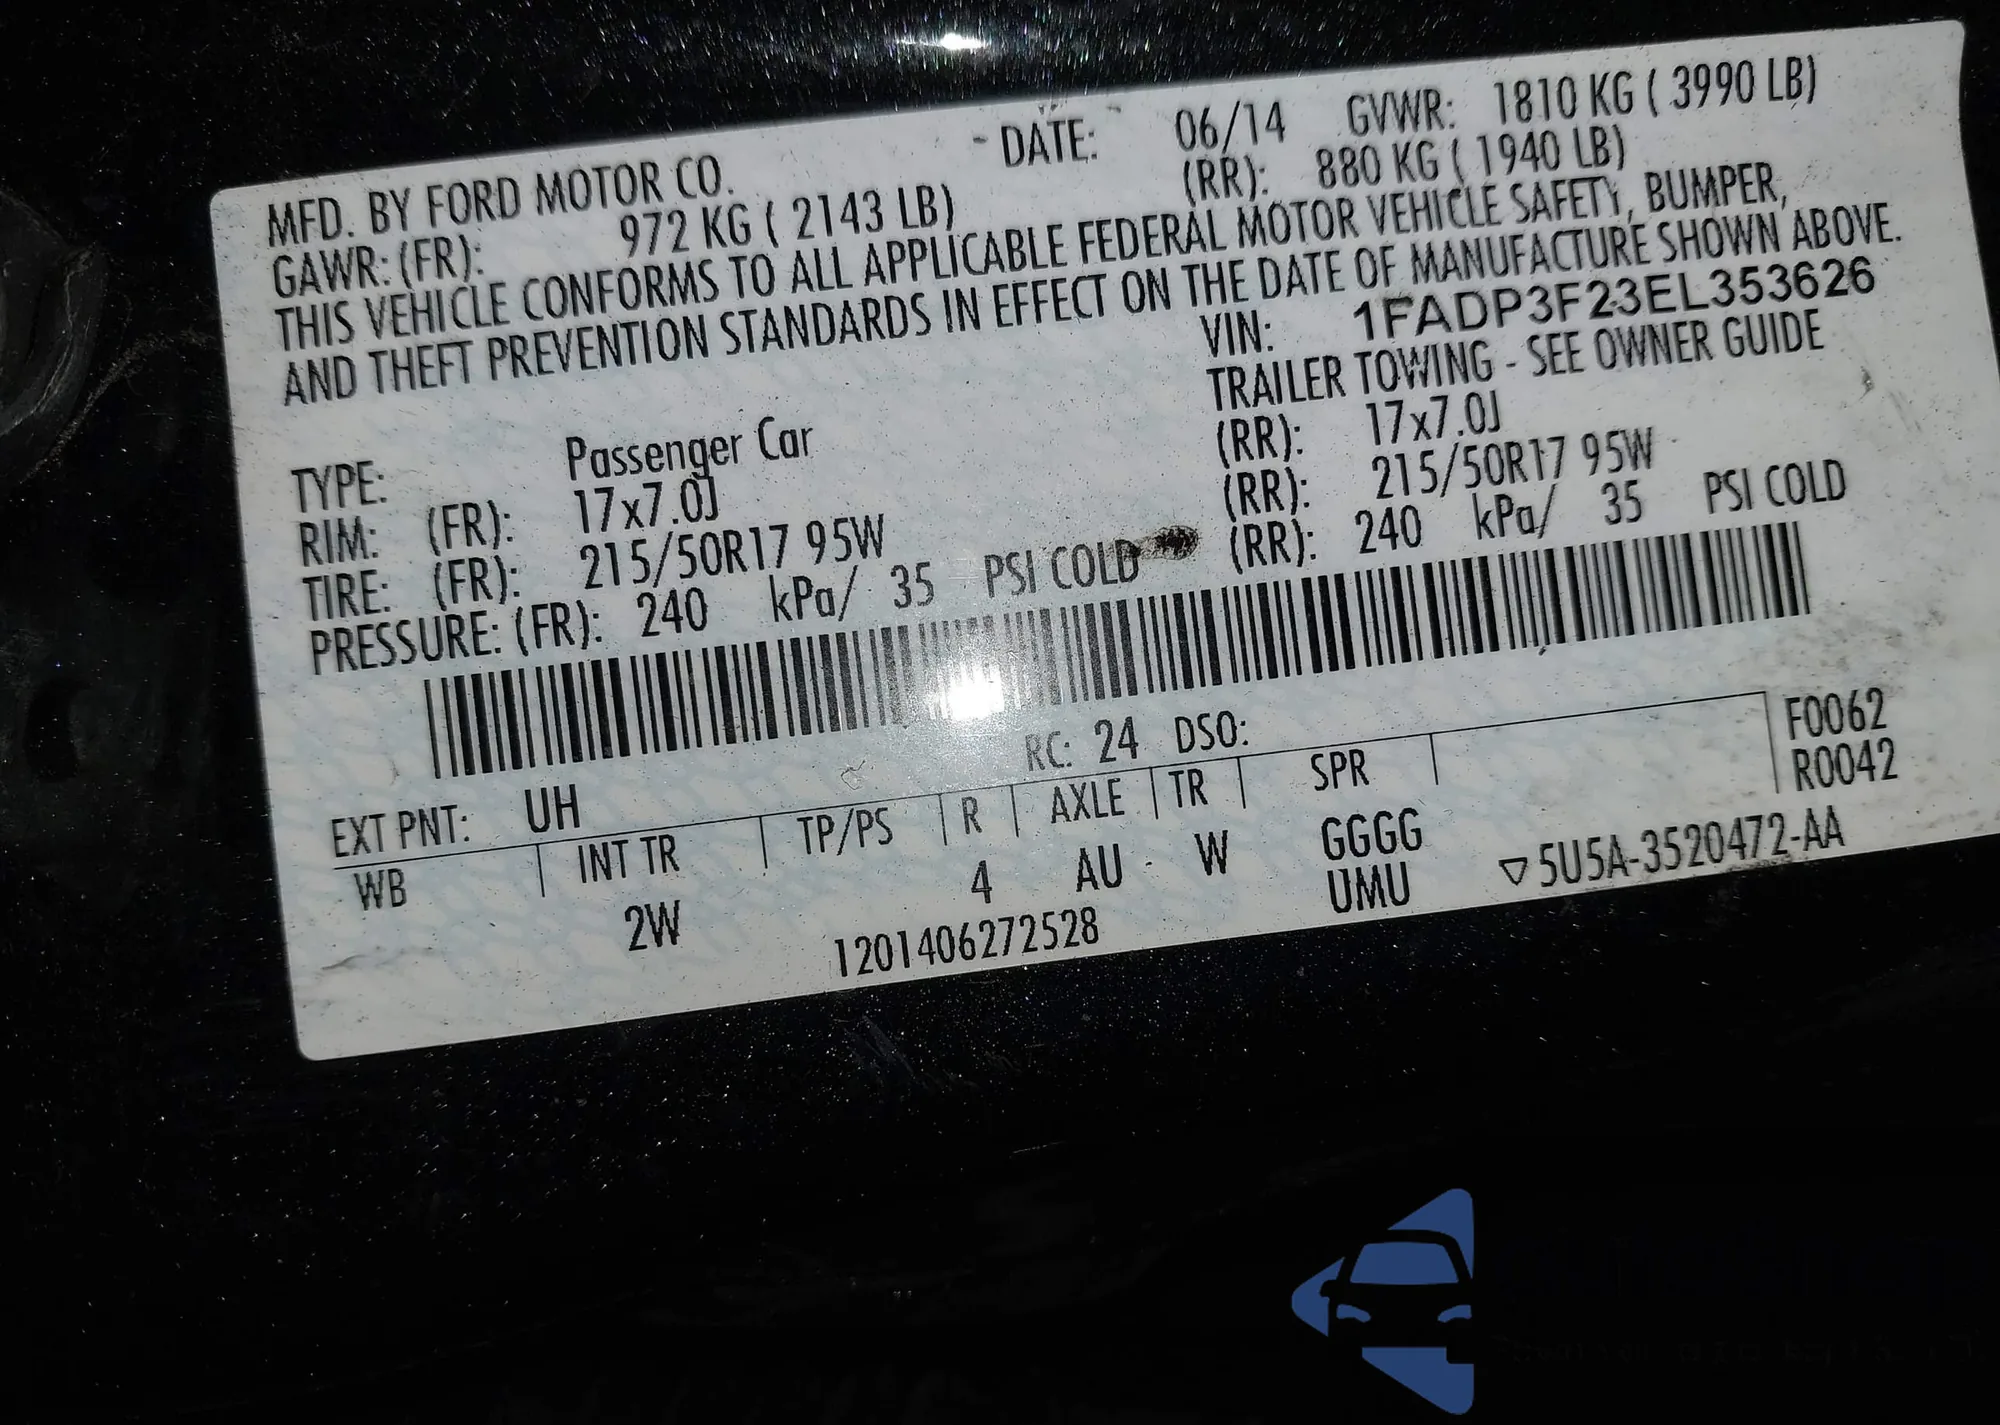 MFD. BY FORD MOTOR CO. DATE: 06/14 GVWR: 1810 KG ( 3990 LB)
GAWR: (FR): 972 KG ( 2143 LB) (RR): 880 KG ( 1940 LB)
THIS VEHICLE CONFORMS TO ALL APPLICABLE FEDERAL MOTOR VEHICLE SAFETY, BUMPER,
AND THEFT PREVENTION STANDARDS IN EFFECT ON THE DATE OF MANUFACTURE SHOWN ABOVE.
VIN: 1FADP3F23EL353626
TRAILER TOWING - SEE OWNER GUIDE
TYPE: Passenger Car
RIM: (FR): 17x7.0J (RR): 17x7.0J
TIRE: (FR): 215/50R17 95W (RR): 215/50R17 95W
PRESSURE: (FR): 240 kPa/ 35 PSI COLD (RR): 240 kPa/ 35 PSI COLD
EXT PNT: UH RC: 24 DSO: F0062
R0042
WB INT TR TP/PS R AXLE TR SPR
2W 4 AU W GGGG ▽5U5A-3520472-AA
1201406272528 UMU